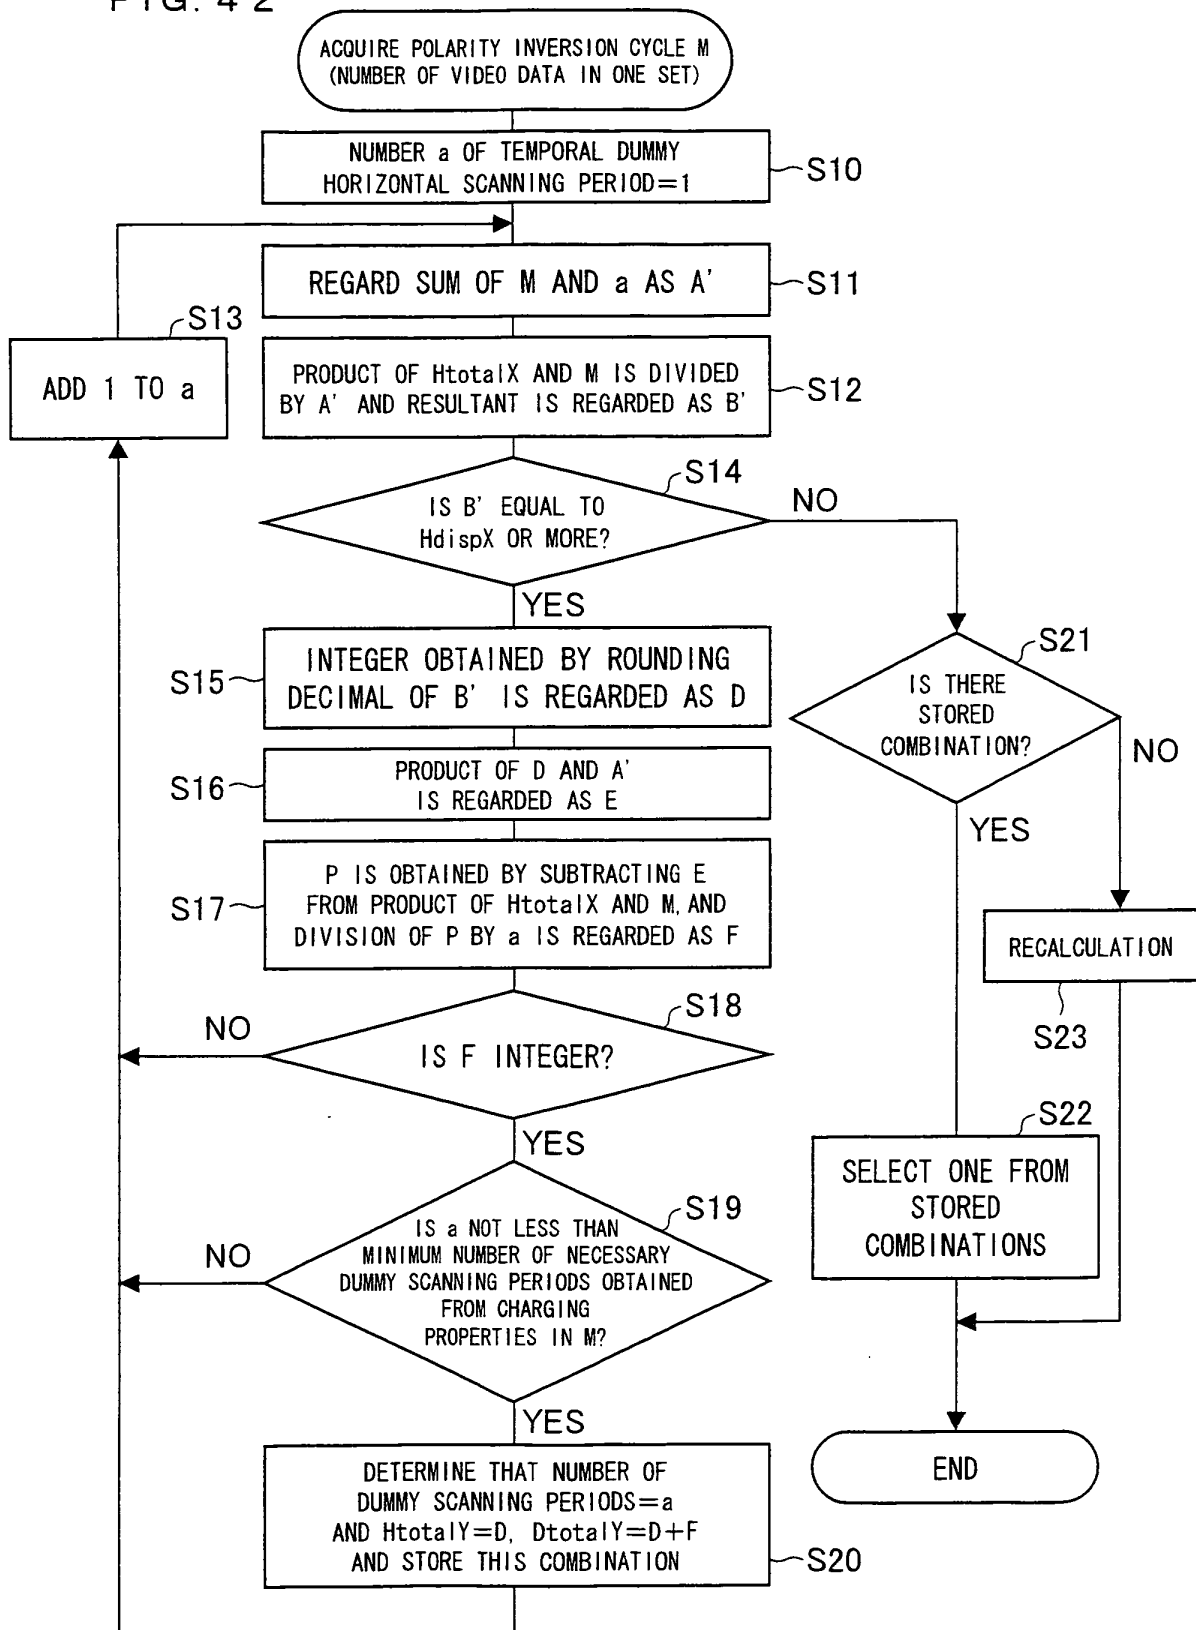 FIG. 42
ACQUIRE POLARITY INVERSION CYCLE M
(NUMBER OF VIDEO DATA IN ONE SET)
NUMBER a OF TEMPORAL DUMMY
HORIZONTAL SCANNING PERIOD=1
S10
REGARD SUM OF M AND a AS A'
S11
S13
ADD 1 TO a
PRODUCT OF HtotalX AND M IS DIVIDED
BY A' AND RESULTANT IS REGARDED AS B'
S12
S14
IS B' EQUAL TO
HdispX OR MORE?
NO
YES
S15
INTEGER OBTAINED BY ROUNDING
DECIMAL OF B' IS REGARDED AS D
S21
IS THERE
STORED
COMBINATION?
NO
YES
S16
PRODUCT OF D AND A'
IS REGARDED AS E
S17
P IS OBTAINED BY SUBTRACTING E
FROM PRODUCT OF HtotalX AND M, AND
DIVISION OF P BY a IS REGARDED AS F
RECALCULATION
S23
S18
NO
IS F INTEGER?
YES
S22
SELECT ONE FROM
STORED
COMBINATIONS
S19
NO
IS a NOT LESS THAN
MINIMUM NUMBER OF NECESSARY
DUMMY SCANNING PERIODS OBTAINED
FROM CHARGING
PROPERTIES IN M?
YES
END
DETERMINE THAT NUMBER OF
DUMMY SCANNING PERIODS=a
AND HtotalY=D, DtotalY=D+F
AND STORE THIS COMBINATION
S20